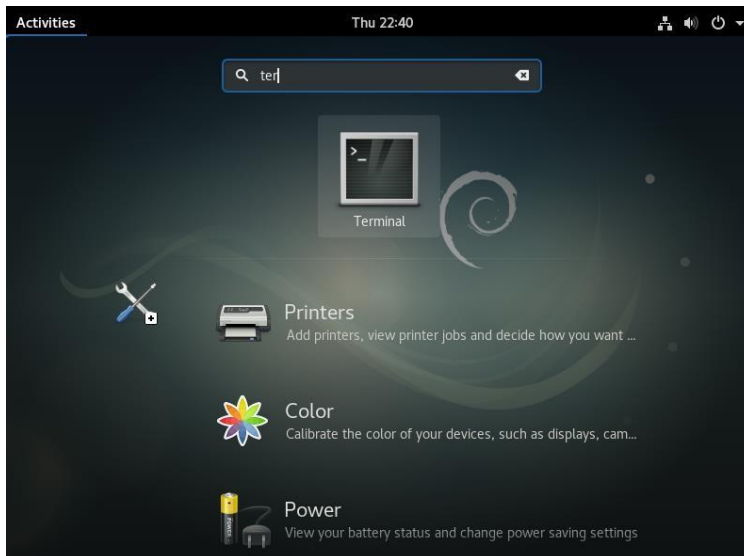 Activities
Thu 22:40
ter
>_
Terminal
Printers
Add printers, view printer jobs and decide how you want ...
Color
Calibrate the color of your devices, such as displays, cam...
POWER
Power
View your battery status and change power saving settings